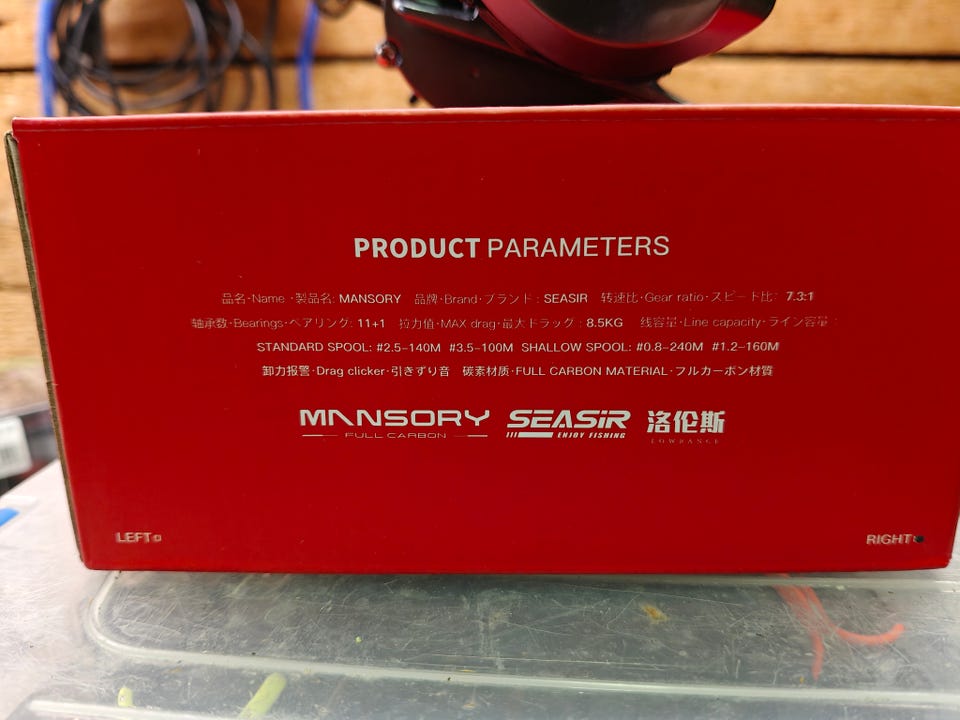 PRODUCT PARAMETERS
品名·Name ·製品名: MANSORY 品牌·Brand·ブランド : SEASIR 转速比·Gear ratio·スピード比: 7.3:1
轴承数·Bearings·ベアリング: 11+1 拉力值·MAX drag·最大ドラッグ : 8.5KG 线容量·Line capacity·ライン容量 :
STANDARD SPOOL: #2.5-140M #3.5-100M SHALLOW SPOOL: #0.8-240M #1.2-160M
卸力报警·Drag clicker·引きずり音 碳素材质·FULL CARBON MATERIAL·フルカーボン材質
MANSORY SEASiR 洛伦斯
FULL CARBON ENJOY FISHING LOWRANCE
LEFT RIGHT